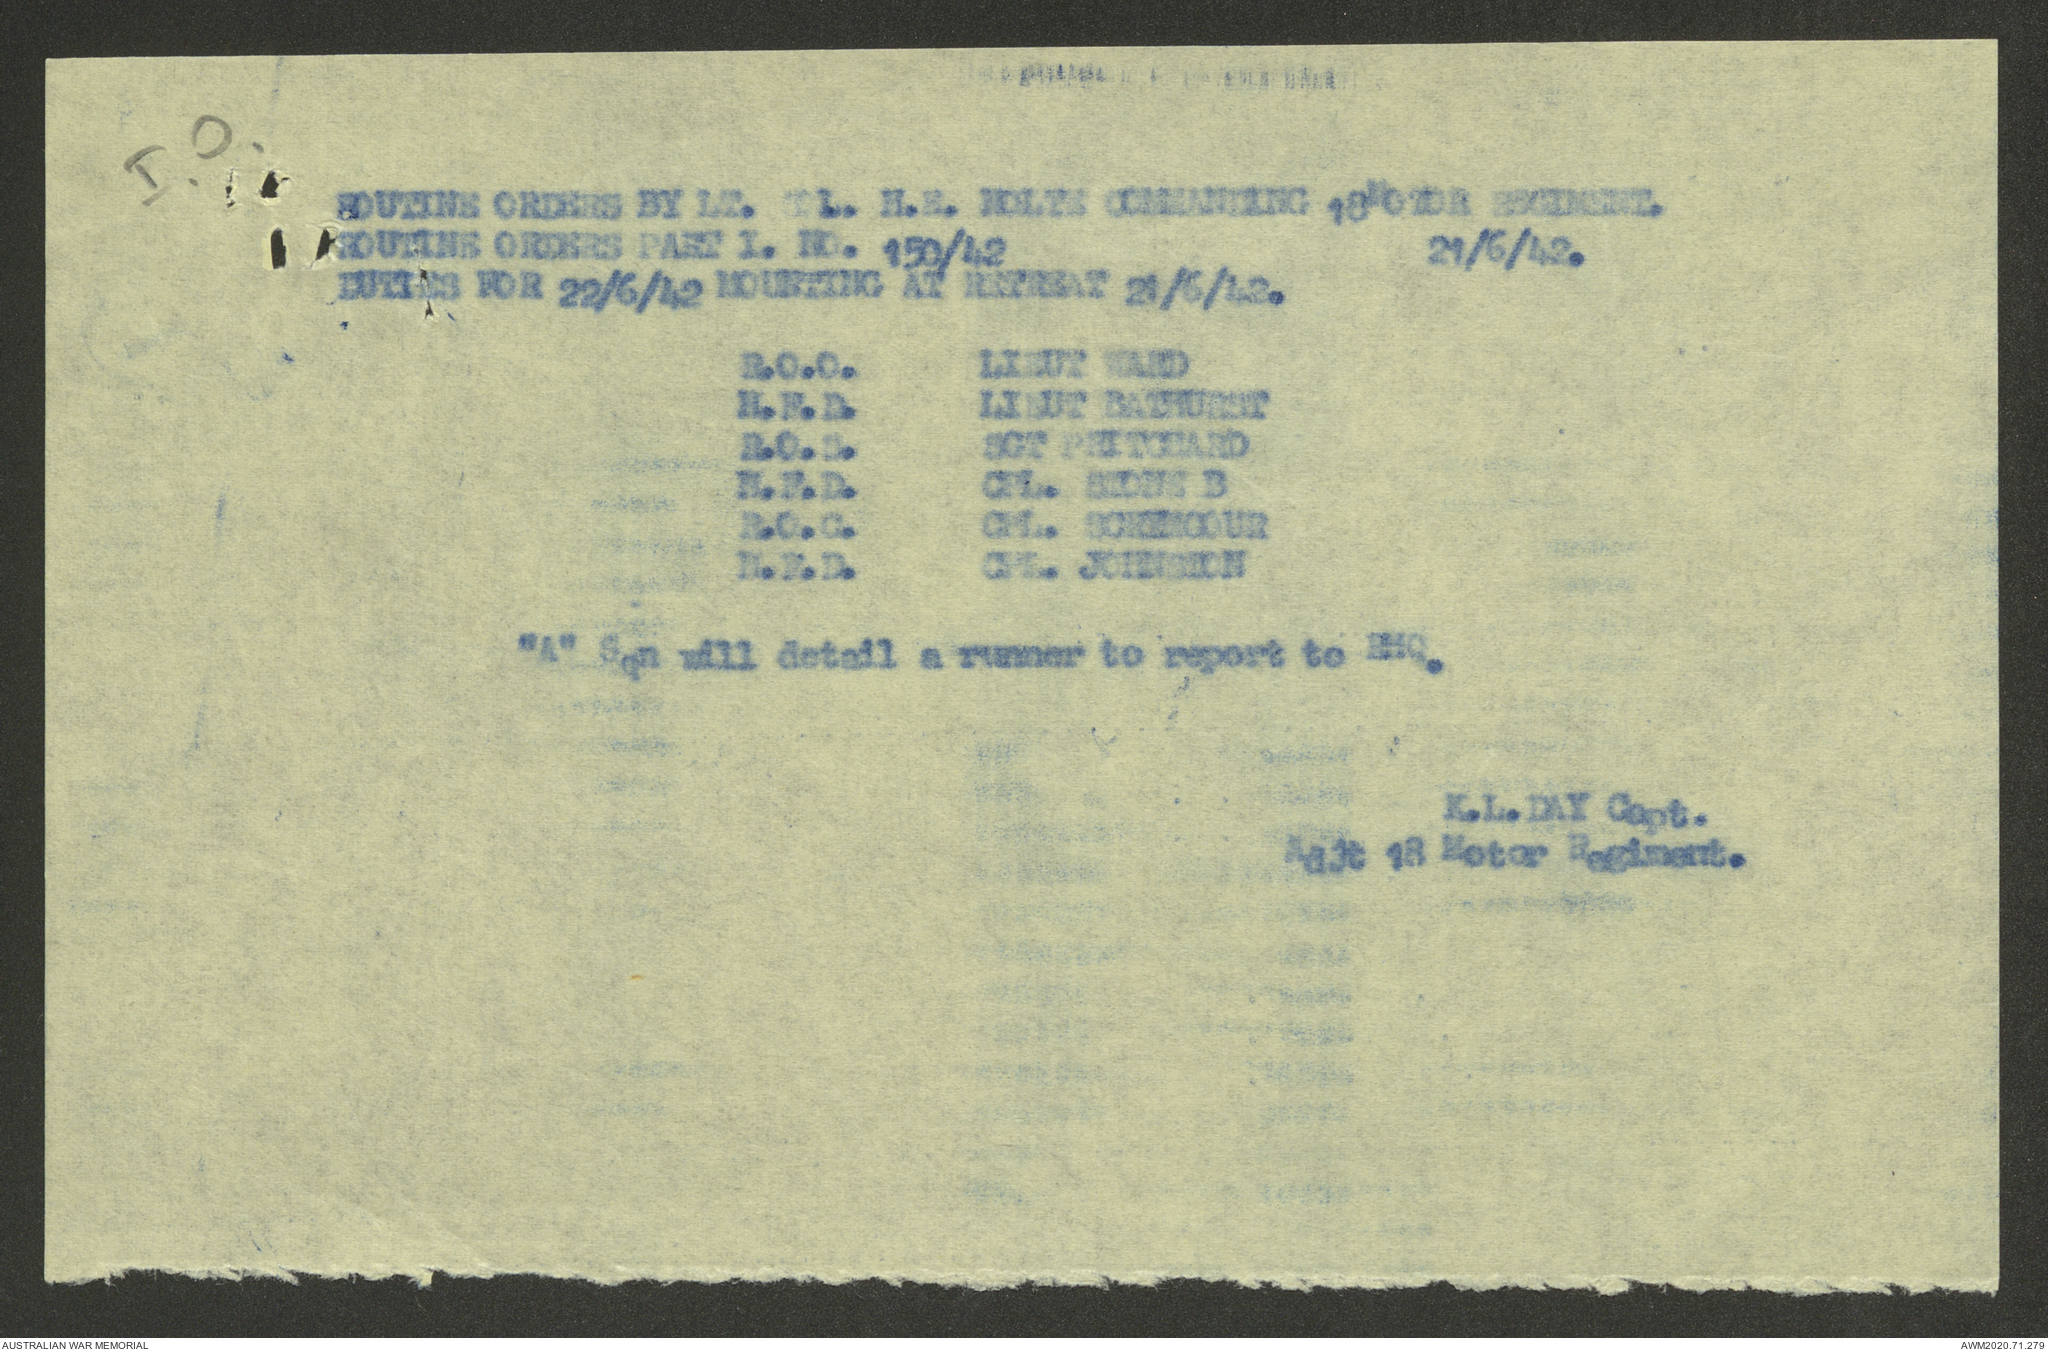 I.O.
ROUTINE ORDERS BY LT. COL. H.E. NOLTE COMMANDING 18 MOTOR REGIMENT.
ROUTINE ORDERS PART I. NO. 150/42 21/6/42.
DUTIES FOR 22/6/42 MOUNTING AT RETREAT 21/6/42.
R.O.O. LIEUT WARD
N.F.D. LIEUT BATHURST
R.O.S. SGT PRITCHARD
N.F.D. CPL. B
R.O.C. CPL.
N.F.D. CPL. JOHNSTON
"A" Sqn will detail a runner to report to RHQ.
K.L.DAY Capt.
Adjt 18 Motor Regiment.
AUSTRALIAN WAR MEMORIAL
AWM2020.71.279